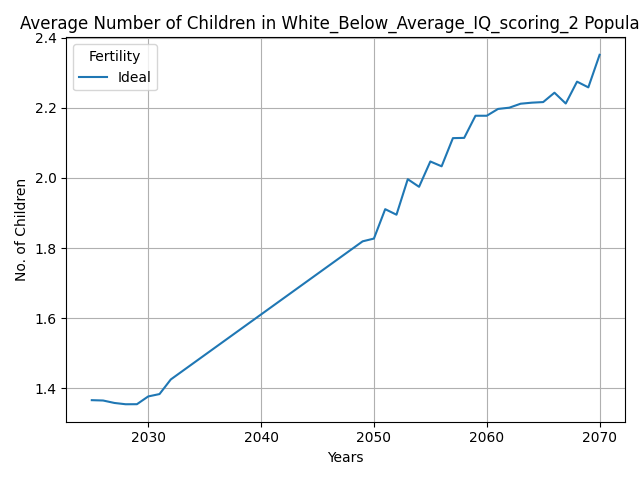 Average Number of Children in White_Below_Average_IQ_scoring_2 Popula
Fertility
Ideal
2.4
2.2
2.0
1.8
1.6
1.4
No. of Children
2030 2040 2050 2060 2070
Years